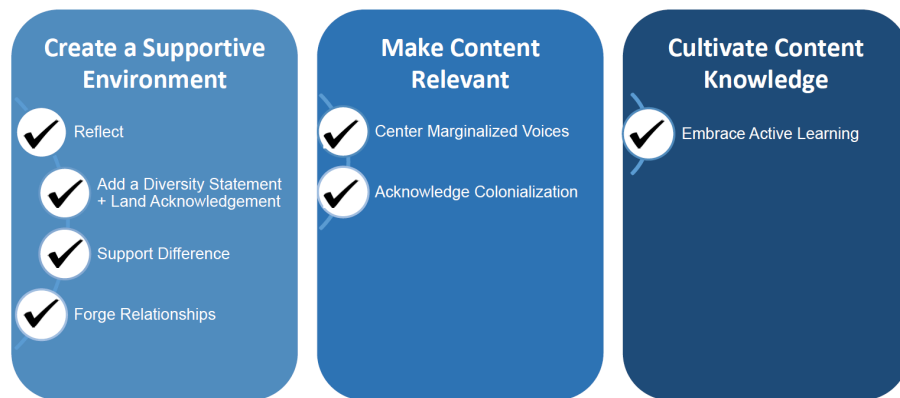 Create a Supportive
Environment
Reflect
Add a Diversity Statement
+ Land Acknowledgement
Support Difference
Forge Relationships
Make Content
Relevant
Center Marginalized Voices
Acknowledge Colonialization
Cultivate Content
Knowledge
Embrace Active Learning